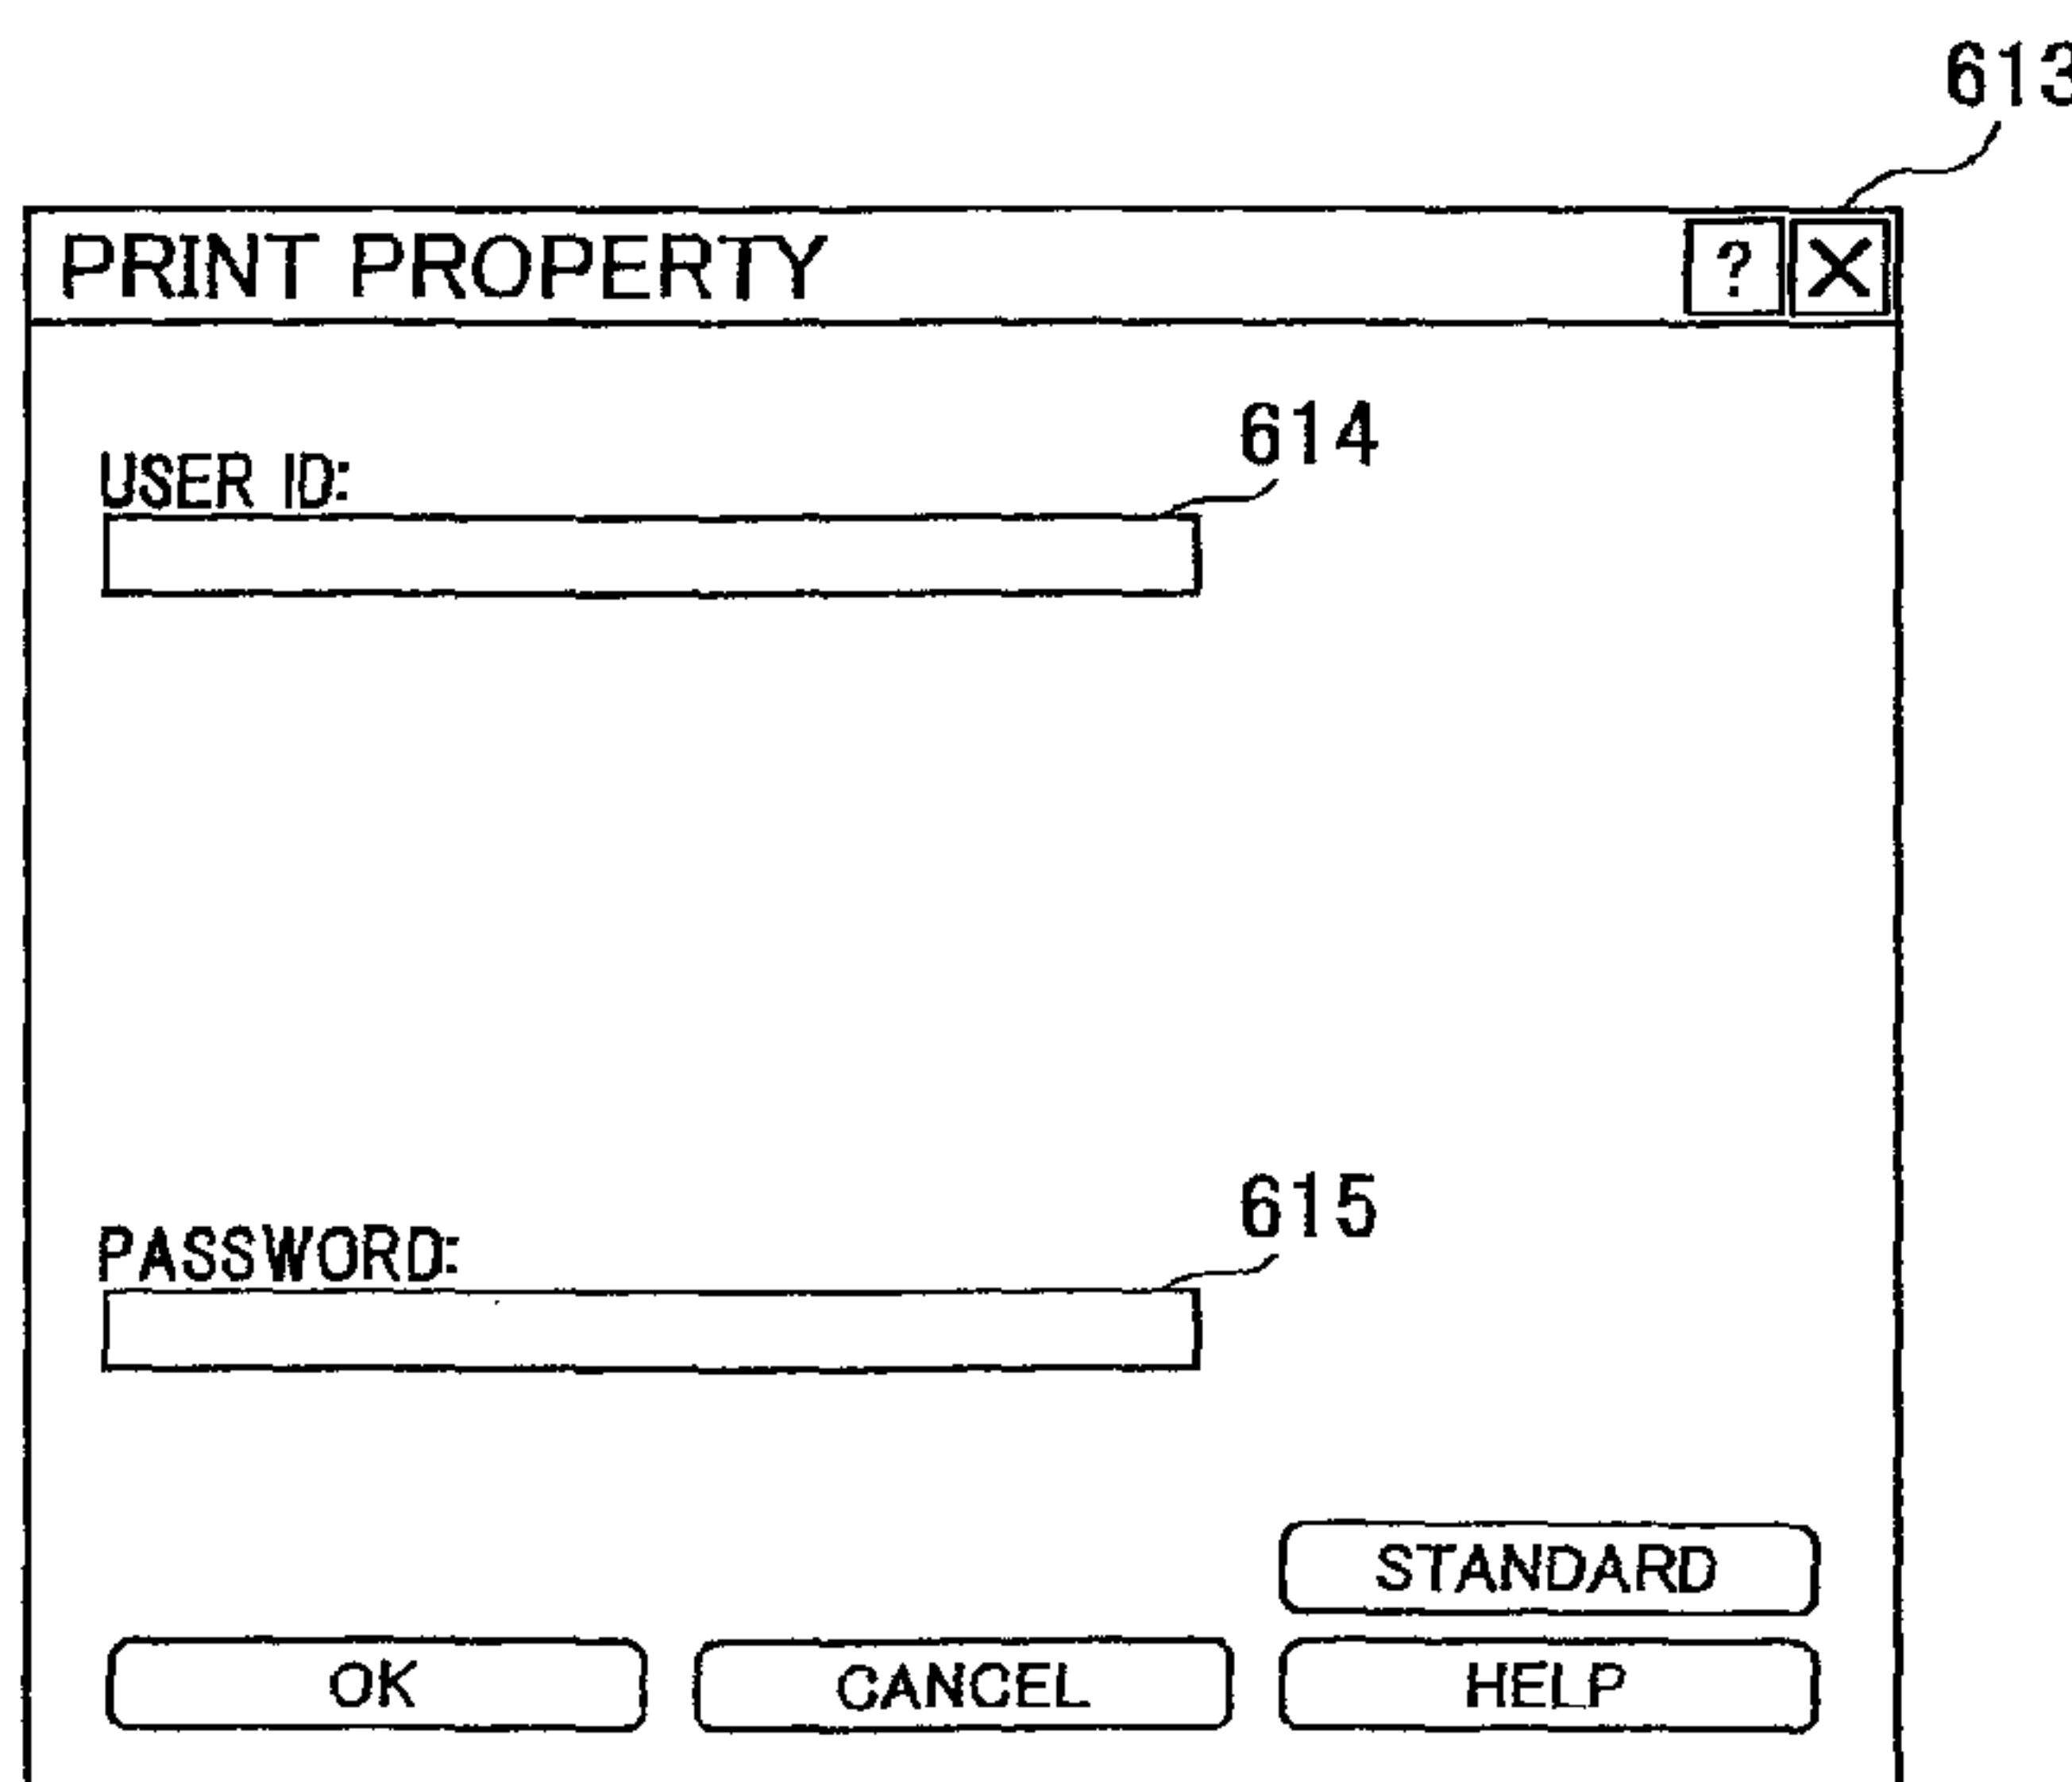 613
PRINT PROPERTY ? X
614
USER ID:
615
PASSWORD:
STANDARD
OK CANCEL HELP